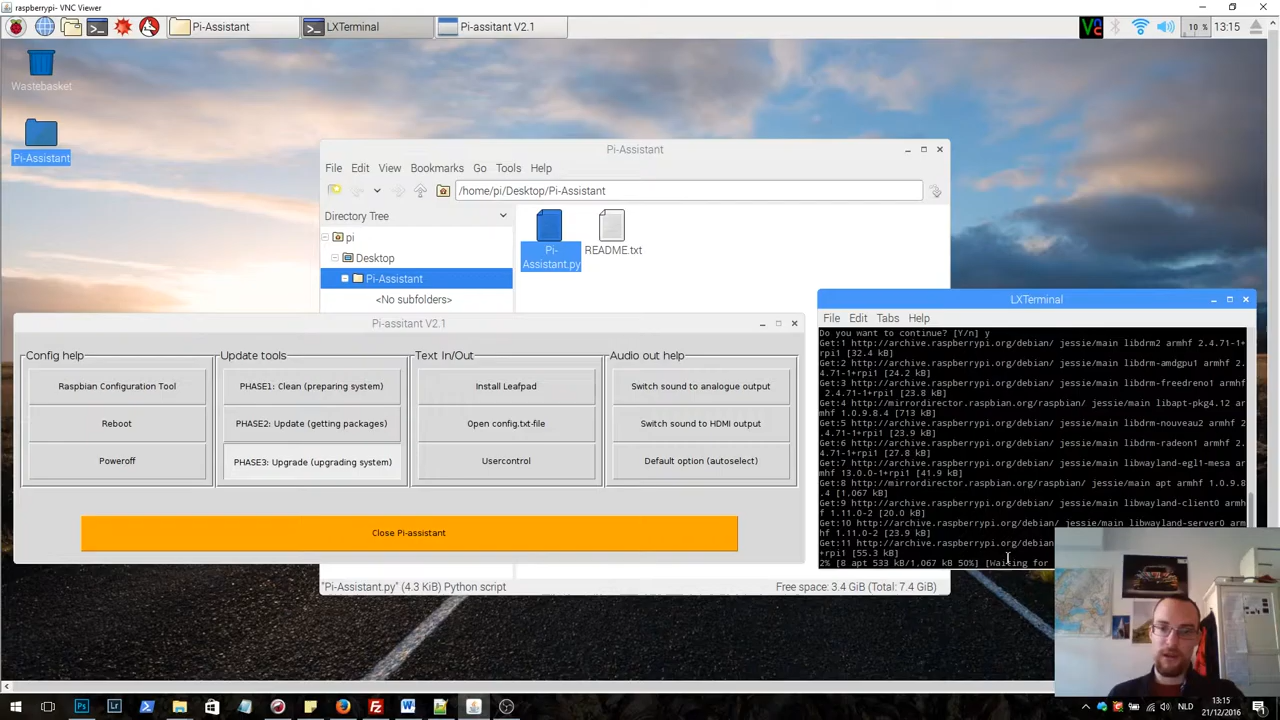 raspberrypi- VNC Viewer
Pi-Assistant
LXTerminal
Pi-assitant V2.1
10 %
13:15
Wastebasket
Pi-Assistant
Pi-Assistant
File Edit View Bookmarks Go Tools Help
/home/pi/Desktop/Pi-Assistant
Directory Tree
pi
Desktop
Pi-Assistant
<No subfolders>
Pi-
Assistant.py
README.txt
"Pi-Assistant.py" (4.3 KiB) Python script
Free space: 3.4 GiB (Total: 7.4 GiB)
Pi-assitant V2.1
Config help
Raspbian Configuration Tool
Reboot
Poweroff
Update tools
PHASE1: Clean (preparing system)
PHASE2: Update (getting packages)
PHASE3: Upgrade (upgrading system)
Text In/Out
Install Leafpad
Open config.txt-file
Usercontrol
Audio out help
Switch sound to analogue output
Switch sound to HDMI output
Default option (autoselect)
Close Pi-assistant
LXTerminal
File Edit Tabs Help
Do you want to continue? [Y/n] y
Get:1 http://archive.raspberrypi.org/debian/ jessie/main libdrm2 armhf 2.4.71-1+
rpi1 [32.4 kB]
Get:2 http://archive.raspberrypi.org/debian/ jessie/main libdrm-amdgpu1 armhf 2.
4.71-1+rpi1 [24.2 kB]
Get:3 http://archive.raspberrypi.org/debian/ jessie/main libdrm-freedreno1 armhf
2.4.71-1+rpi1 [23.8 kB]
Get:4 http://mirrordirector.raspbian.org/raspbian/ jessie/main libapt-pkg4.12 ar
mhf 1.0.9.8.4 [713 kB]
Get:5 http://archive.raspberrypi.org/debian/ jessie/main libdrm-nouveau2 armhf 2
.4.71-1+rpi1 [23.9 kB]
Get:6 http://archive.raspberrypi.org/debian/ jessie/main libdrm-radeon1 armhf 2.
4.71-1+rpi1 [27.8 kB]
Get:7 http://archive.raspberrypi.org/debian/ jessie/main libwayland-egl1-mesa ar
mhf 13.0.0-1+rpi1 [41.9 kB]
Get:8 http://mirrordirector.raspbian.org/raspbian/ jessie/main apt armhf 1.0.9.8
.4 [1,067 kB]
Get:9 http://archive.raspberrypi.org/debian/ jessie/main libwayland-client0 armh
f 1.11.0-2 [20.0 kB]
Get:10 http://archive.raspberrypi.org/debian/ jessie/main libwayland-server0 arm
hf 1.11.0-2 [23.9 kB]
Get:11 http://archive.raspberrypi.org/debian
+rpi1 [55.3 kB]
2% [8 apt 533 kB/1,067 kB 50%] [Waiting for
NLD
13:15
21/12/2016